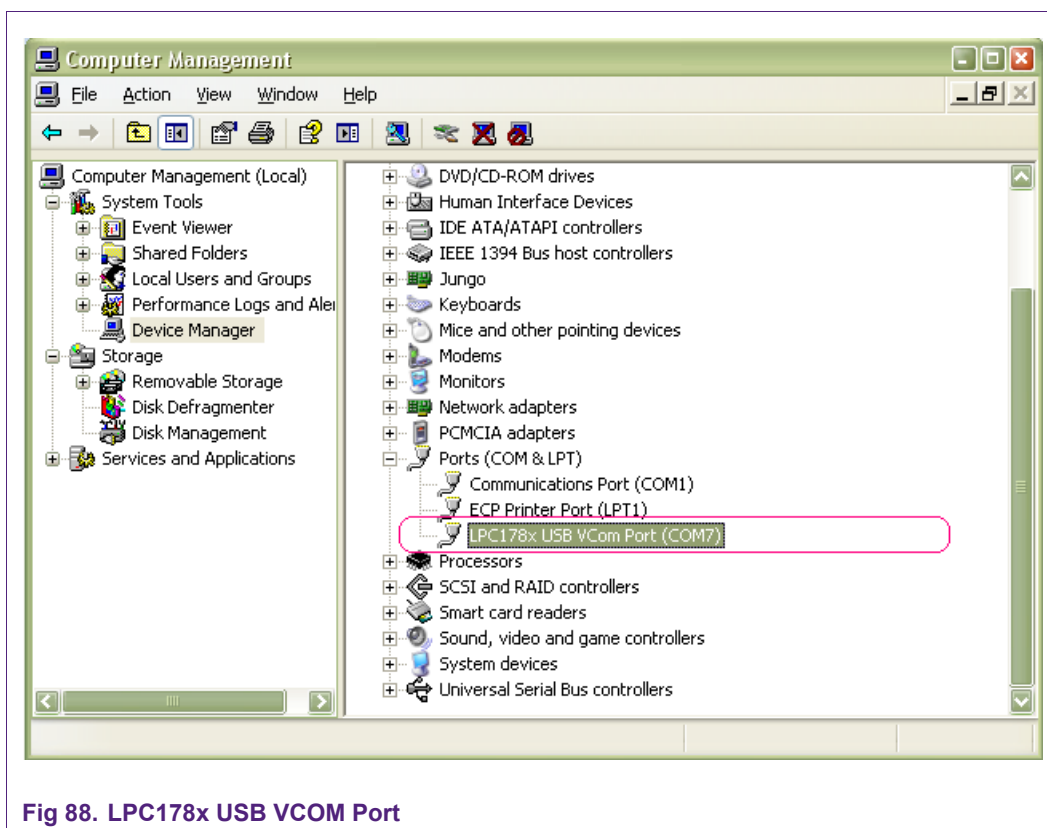 Computer Management
File Action View Window Help
Computer Management (Local)
System Tools
Event Viewer
Shared Folders
Local Users and Groups
Performance Logs and Aler
Device Manager
Storage
Removable Storage
Disk Defragmenter
Disk Management
Services and Applications
DVD/CD-ROM drives
Human Interface Devices
IDE ATA/ATAPI controllers
IEEE 1394 Bus host controllers
Jungo
Keyboards
Mice and other pointing devices
Modems
Monitors
Network adapters
PCMCIA adapters
Ports (COM & LPT)
Communications Port (COM1)
ECP Printer Port (LPT1)
LPC178x USB VCom Port (COM7)
Processors
SCSI and RAID controllers
Smart card readers
Sound, video and game controllers
System devices
Universal Serial Bus controllers
Fig 88. LPC178x USB VCOM Port